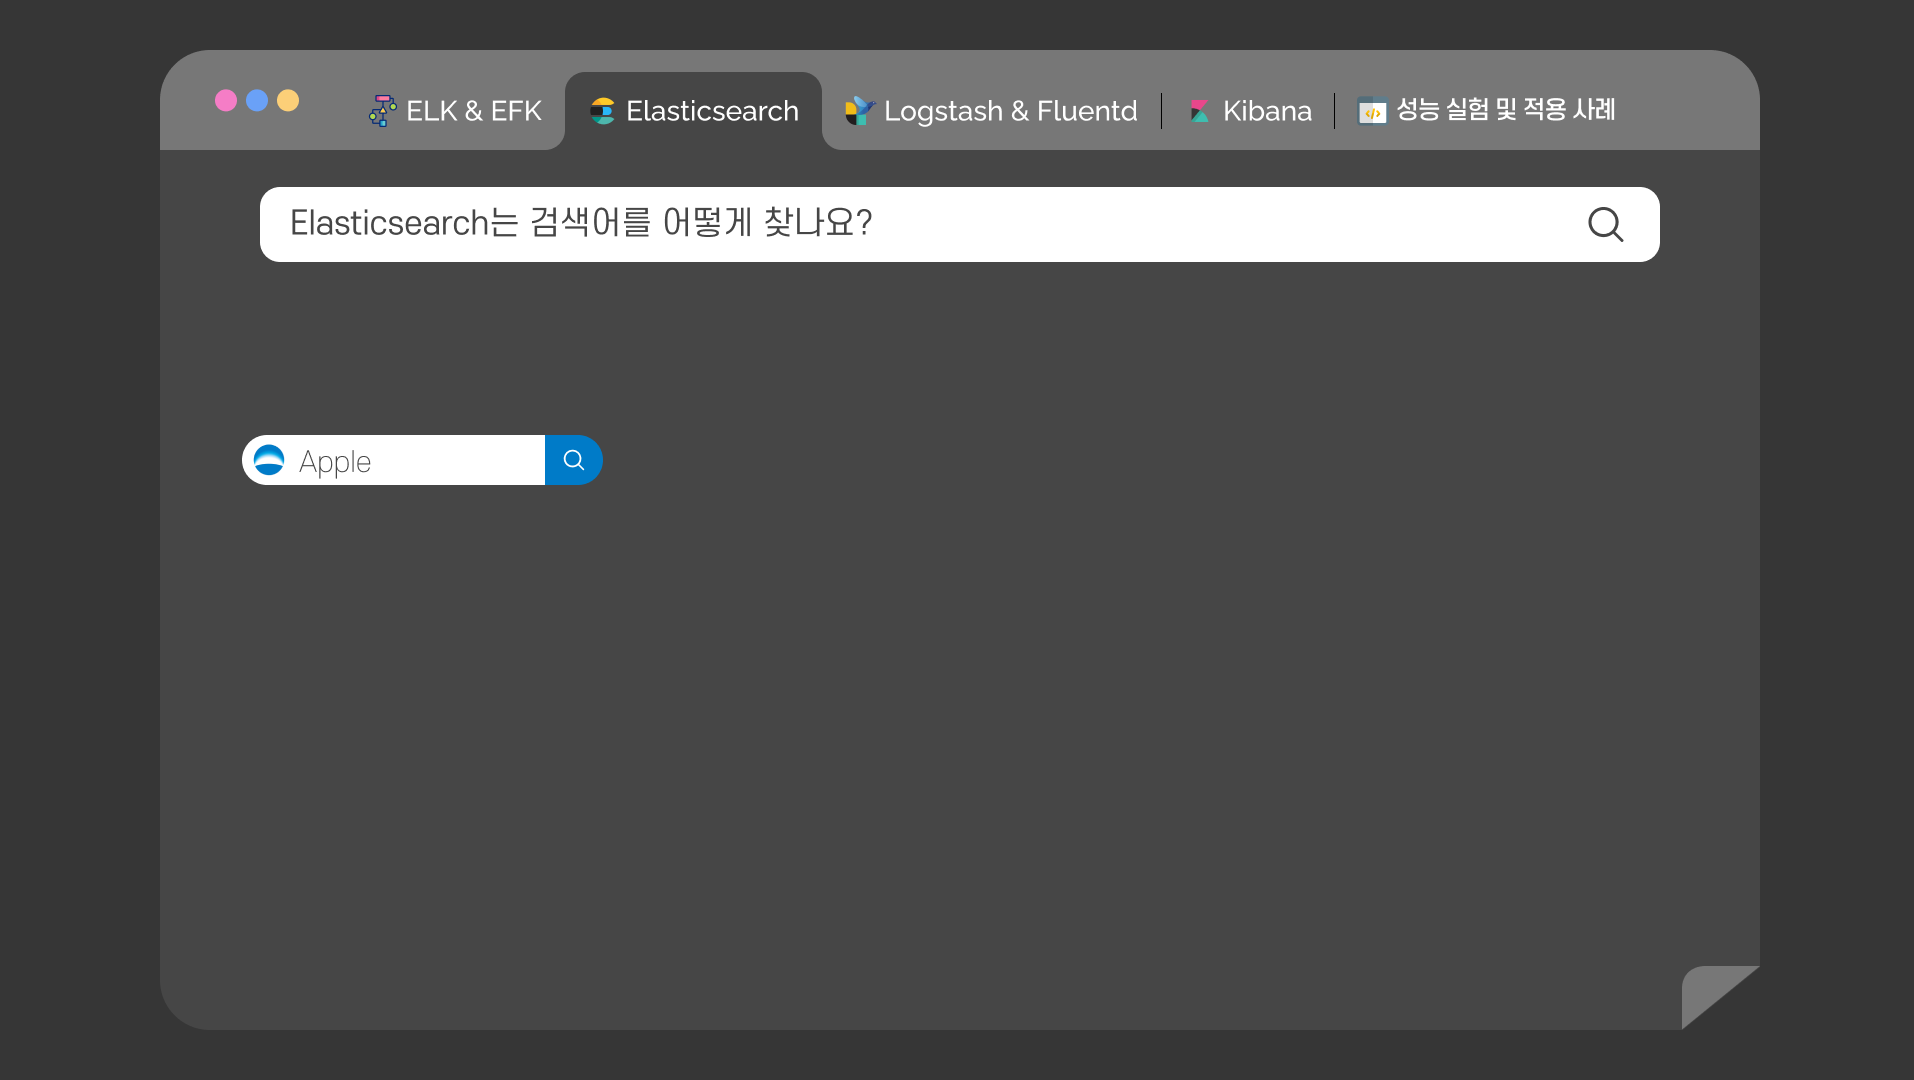 ELK & EFK
Elasticsearch
Logstash & Fluentd
Kibana
성능 실험 및 적용 사례
Elasticsearch는 검색어를 어떻게 찾나요?
Apple